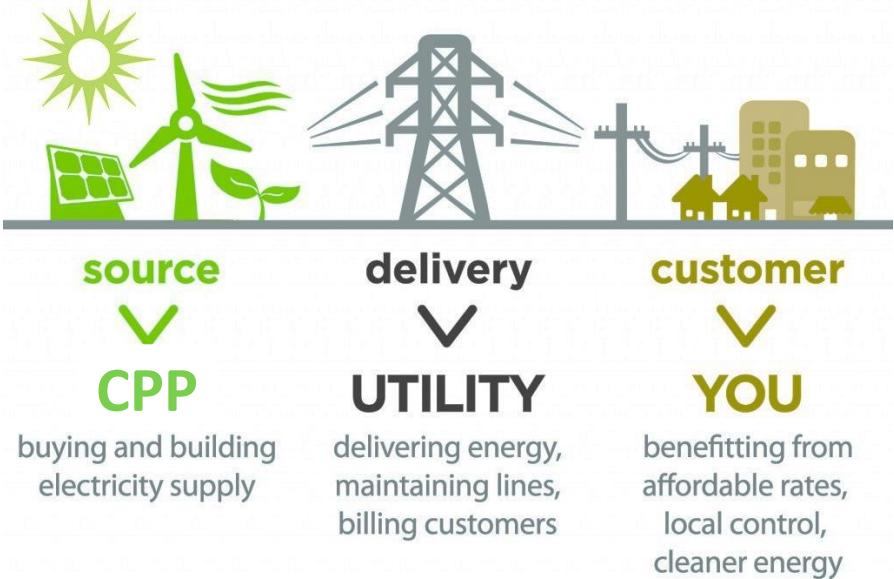 source
delivery
customer
CPP
UTILITY
YOU
buying and building
electricity supply
delivering energy,
maintaining lines,
billing customers
benefitting from
affordable rates,
local control,
cleaner energy